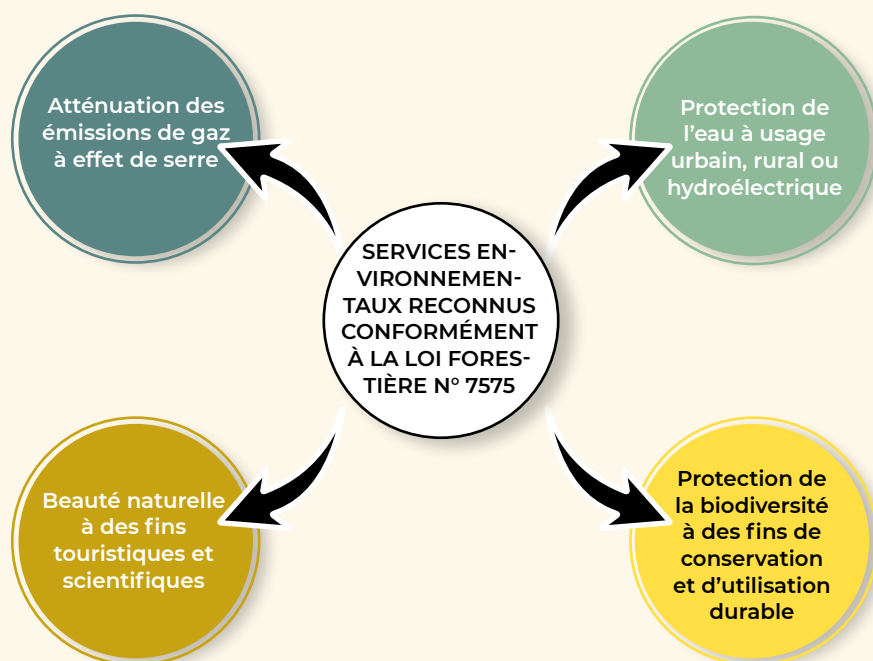 Atténuation des
émissions de gaz
à effet de serre
Protection de
l’eau à usage
urbain, rural ou
hydroélectrique
SERVICES EN-
VIRONNEMEN-
TAUX RECONNUS
CONFORMÉMENT
À LA LOI FORES-
TIÈRE N° 7575
Beauté naturelle
à des fins
touristiques et
scientifiques
Protection de
la biodiversité
à des fins de
conservation
et d’utilisation
durable